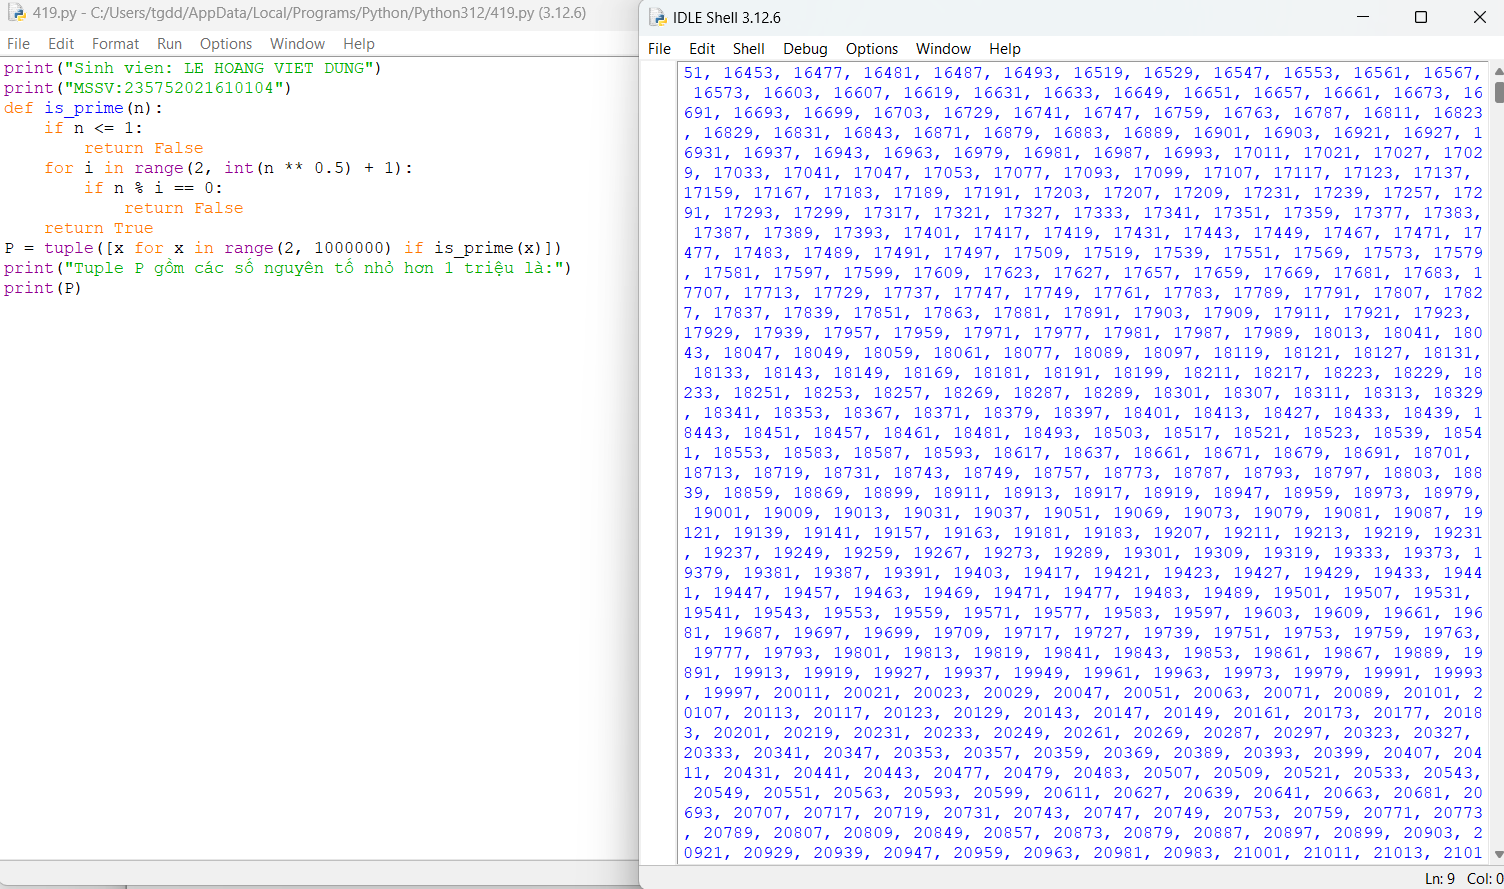 419.py - C:/Users/tgdd/AppData/Local/Programs/Python/Python312/419.py (3.12.6)
File Edit Format Run Options Window Help
print("Sinh vien: LE HOANG VIET DUNG")
print("MSSV:235752021610104")
def is_prime(n):
    if n <= 1:
        return False
    for i in range(2, int(n ** 0.5) + 1):
        if n % i == 0:
            return False
    return True
P = tuple([x for x in range(2, 1000000) if is_prime(x)])
print("Tuple P gồm các số nguyên tố nhỏ hơn 1 triệu là:")
print(P)
IDLE Shell 3.12.6
File Edit Shell Debug Options Window Help
51, 16453, 16477, 16481, 16487, 16493, 16519, 16529, 16547, 16553, 16561, 16567,
 16573, 16603, 16607, 16619, 16631, 16633, 16649, 16651, 16657, 16661, 16673, 16
691, 16693, 16699, 16703, 16729, 16741, 16747, 16759, 16763, 16787, 16811, 16823
, 16829, 16831, 16843, 16871, 16879, 16883, 16889, 16901, 16903, 16921, 16927, 1
6931, 16937, 16943, 16963, 16979, 16981, 16987, 16993, 17011, 17021, 17027, 1702
9, 17033, 17041, 17047, 17053, 17077, 17093, 17099, 17107, 17117, 17123, 17137,
17159, 17167, 17183, 17189, 17191, 17203, 17207, 17209, 17231, 17239, 17257, 172
91, 17293, 17299, 17317, 17321, 17327, 17333, 17341, 17351, 17359, 17377, 17383,
 17387, 17389, 17393, 17401, 17417, 17419, 17431, 17443, 17449, 17467, 17471, 17
477, 17483, 17489, 17491, 17497, 17509, 17519, 17539, 17551, 17569, 17573, 17579
, 17581, 17597, 17599, 17609, 17623, 17627, 17657, 17659, 17669, 17681, 17683, 1
7707, 17713, 17729, 17737, 17747, 17749, 17761, 17783, 17789, 17791, 17807, 1782
7, 17837, 17839, 17851, 17863, 17881, 17891, 17903, 17909, 17911, 17921, 17923,
17929, 17939, 17957, 17959, 17971, 17977, 17981, 17987, 17989, 18013, 18041, 180
43, 18047, 18049, 18059, 18061, 18077, 18089, 18097, 18119, 18121, 18127, 18131,
 18133, 18143, 18149, 18169, 18181, 18191, 18199, 18211, 18217, 18223, 18229, 18
233, 18251, 18253, 18257, 18269, 18287, 18289, 18301, 18307, 18311, 18313, 18329
, 18341, 18353, 18367, 18371, 18379, 18397, 18401, 18413, 18427, 18433, 18439, 1
8443, 18451, 18457, 18461, 18481, 18493, 18503, 18517, 18521, 18523, 18539, 1854
1, 18553, 18583, 18587, 18593, 18617, 18637, 18661, 18671, 18679, 18691, 18701,
18713, 18719, 18731, 18743, 18749, 18757, 18773, 18787, 18793, 18797, 18803, 188
39, 18859, 18869, 18899, 18911, 18913, 18917, 18919, 18947, 18959, 18973, 18979,
 19001, 19009, 19013, 19031, 19037, 19051, 19069, 19073, 19079, 19081, 19087, 19
121, 19139, 19141, 19157, 19163, 19181, 19183, 19207, 19211, 19213, 19219, 19231
, 19237, 19249, 19259, 19267, 19273, 19289, 19301, 19309, 19319, 19333, 19373, 1
9379, 19381, 19387, 19391, 19403, 19417, 19421, 19423, 19427, 19429, 19433, 1944
1, 19447, 19457, 19463, 19469, 19471, 19477, 19483, 19489, 19501, 19507, 19531,
19541, 19543, 19553, 19559, 19571, 19577, 19583, 19597, 19603, 19609, 19661, 196
81, 19687, 19697, 19699, 19709, 19717, 19727, 19739, 19751, 19753, 19759, 19763,
 19777, 19793, 19801, 19813, 19819, 19841, 19843, 19853, 19861, 19867, 19889, 19
891, 19913, 19919, 19927, 19937, 19949, 19961, 19963, 19973, 19979, 19991, 19993
, 19997, 20011, 20021, 20023, 20029, 20047, 20051, 20063, 20071, 20089, 20101, 2
0107, 20113, 20117, 20123, 20129, 20143, 20147, 20149, 20161, 20173, 20177, 2018
3, 20201, 20219, 20231, 20233, 20249, 20261, 20269, 20287, 20297, 20323, 20327,
20333, 20341, 20347, 20353, 20357, 20359, 20369, 20389, 20393, 20399, 20407, 204
11, 20431, 20441, 20443, 20477, 20479, 20483, 20507, 20509, 20521, 20533, 20543,
 20549, 20551, 20563, 20593, 20599, 20611, 20627, 20639, 20641, 20663, 20681, 20
693, 20707, 20717, 20719, 20731, 20743, 20747, 20749, 20753, 20759, 20771, 20773
, 20789, 20807, 20809, 20849, 20857, 20873, 20879, 20887, 20897, 20899, 20903, 2
0921, 20929, 20939, 20947, 20959, 20963, 20981, 20983, 21001, 21011, 21013, 2101
Ln: 9 Col: 0